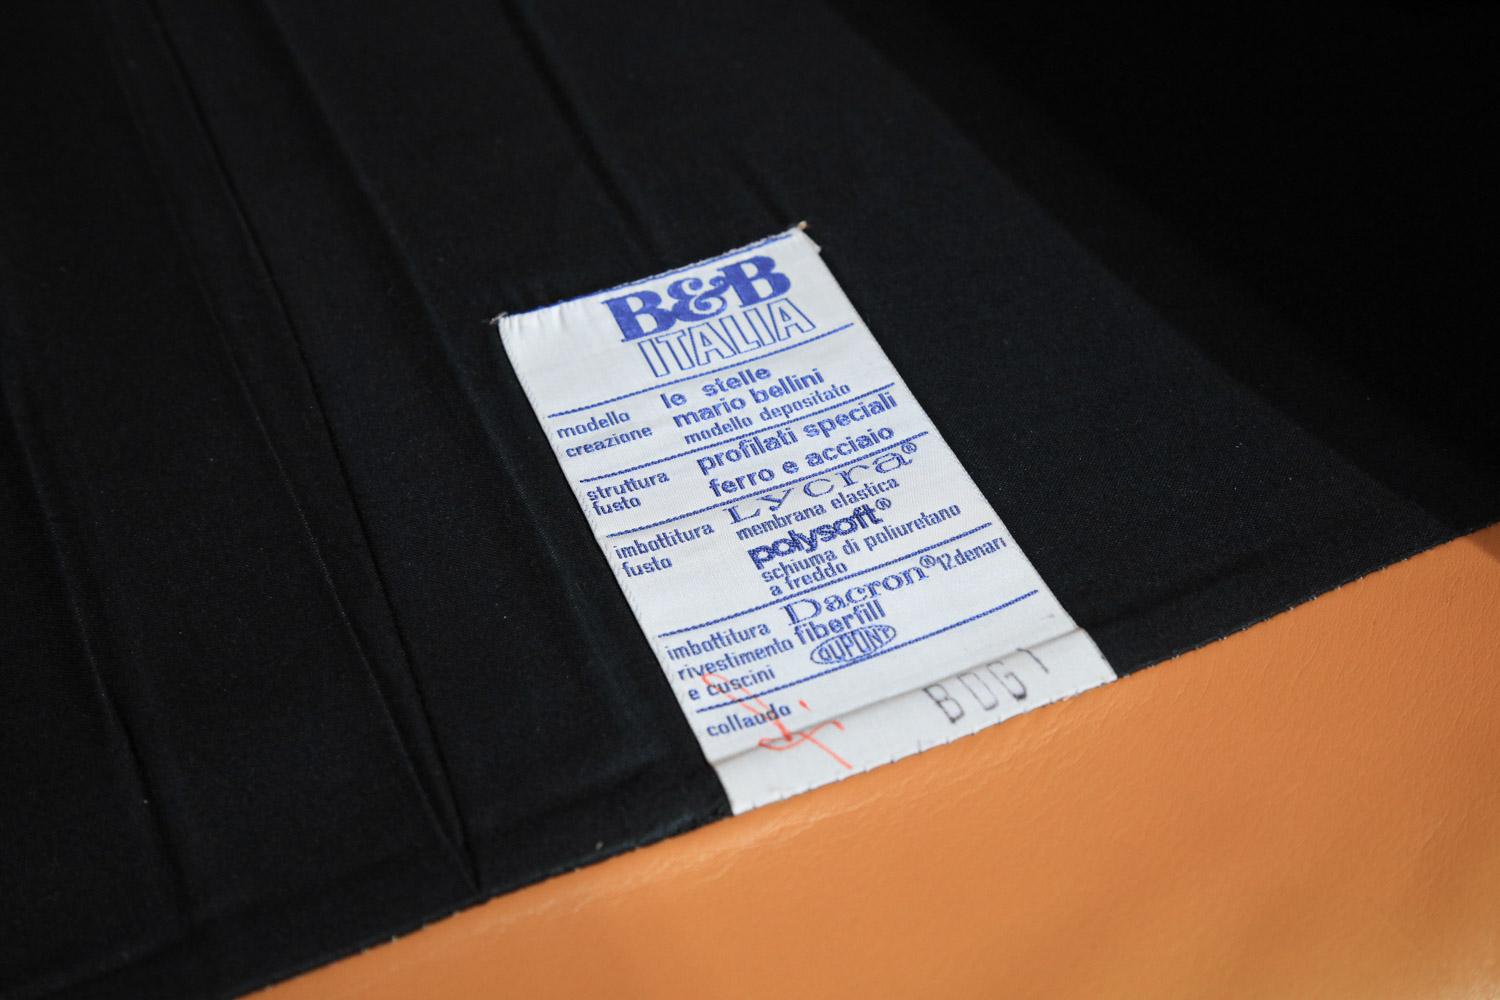 B&B
ITALIA
modello le stelle
creazione mario bellini
modello depositato
struttura profilati speciali
fusto ferro e acciaio
imbottitura Lycra®
fusto membrana elastica
polysoft®
schiuma di poliuretano
a freddo
imbottitura Dacron® 12 denari
rivestimento fiberfill
e cuscini DUPONT
collaudo